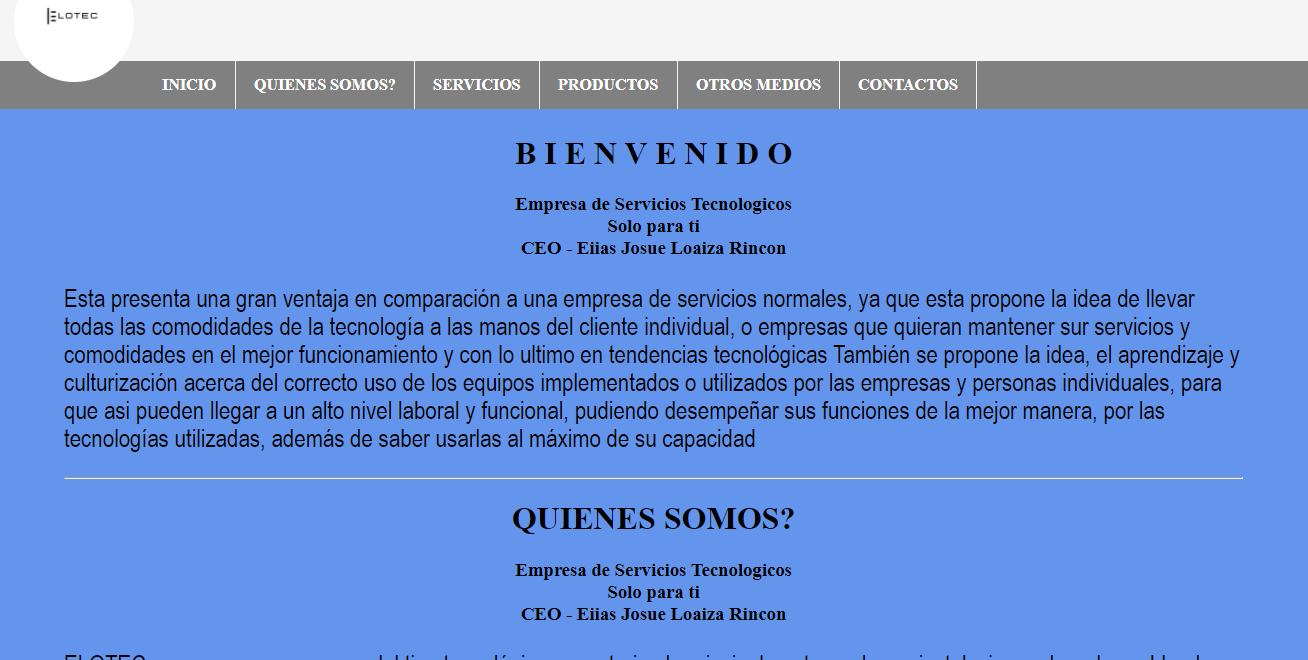 ELOTEC
INICIO
QUIENES SOMOS?
SERVICIOS
PRODUCTOS
OTROS MEDIOS
CONTACTOS
B I E N V E N I D O
Empresa de Servicios Tecnologicos
Solo para ti
CEO - Eiias Josue Loaiza Rincon
Esta presenta una gran ventaja en comparación a una empresa de servicios normales, ya que esta propone la idea de llevar
todas las comodidades de la tecnología a las manos del cliente individual, o empresas que quieran mantener sur servicios y
comodidades en el mejor funcionamiento y con lo ultimo en tendencias tecnológicas También se propone la idea, el aprendizaje y
culturización acerca del correcto uso de los equipos implementados o utilizados por las empresas y personas individuales, para
que asi pueden llegar a un alto nivel laboral y funcional, pudiendo desempeñar sus funciones de la mejor manera, por las
tecnologías utilizadas, además de saber usarlas al máximo de su capacidad
QUIENES SOMOS?
Empresa de Servicios Tecnologicos
Solo para ti
CEO - Eiias Josue Loaiza Rincon
ELOTEC